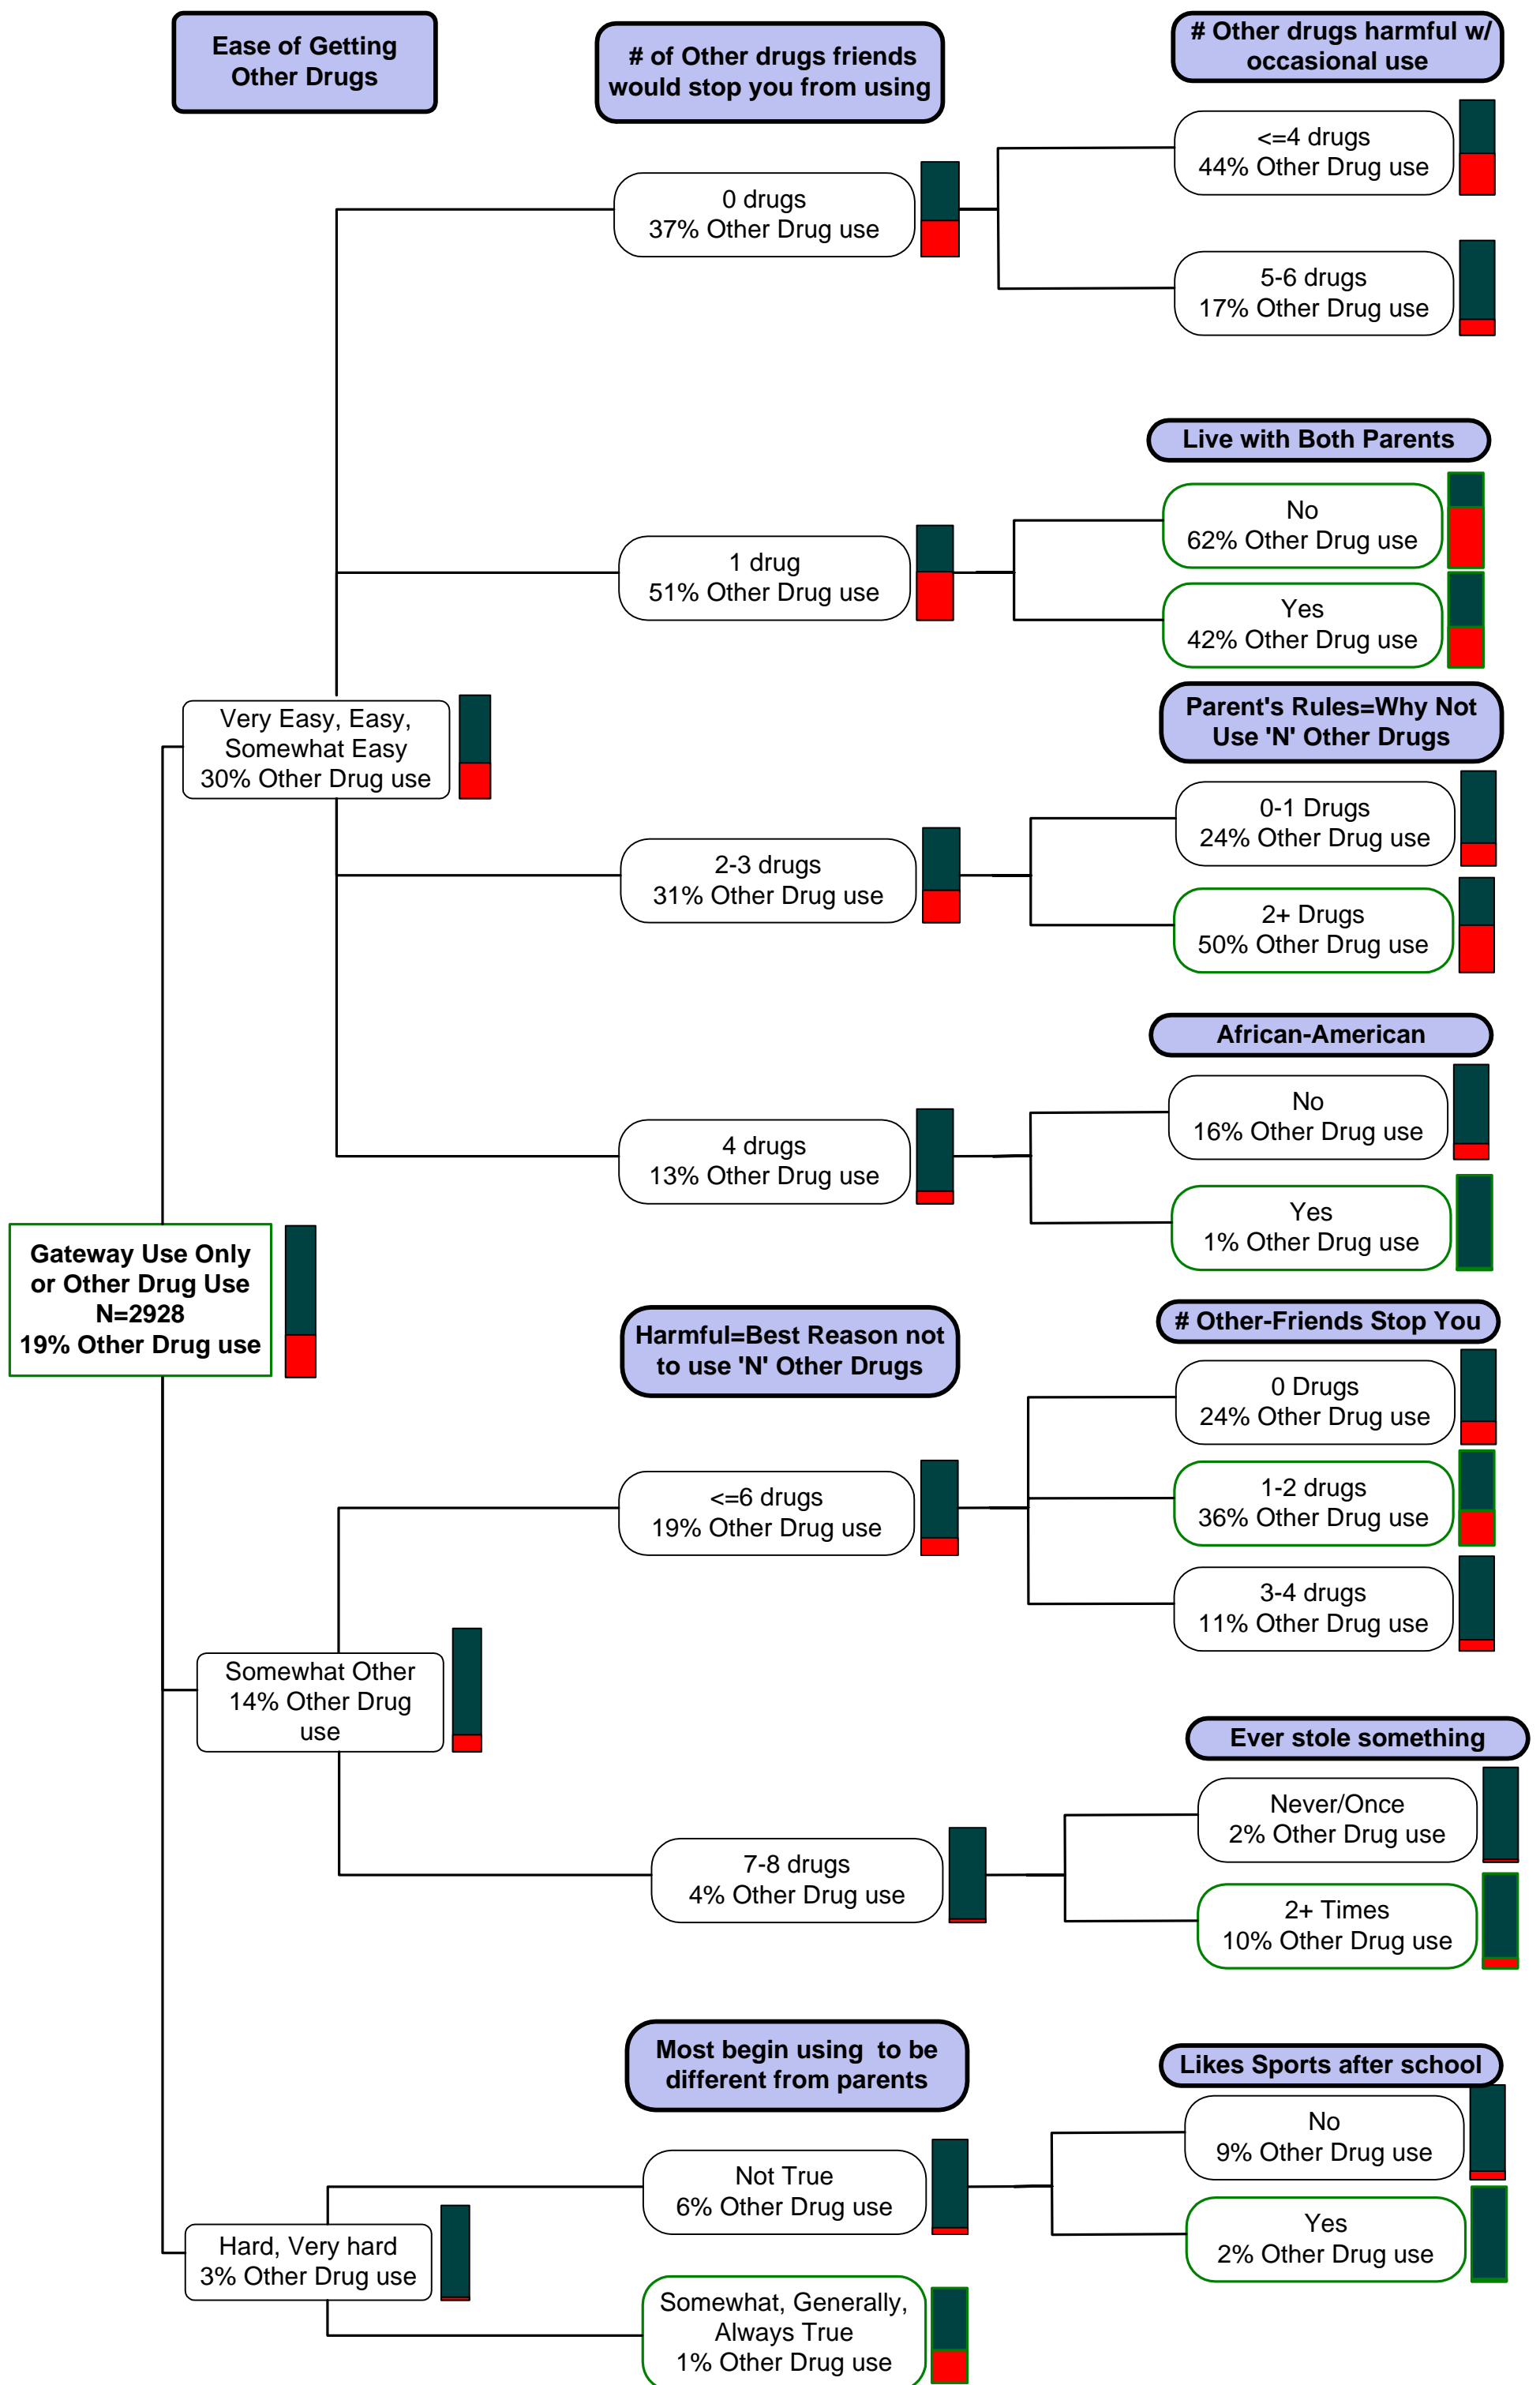 Ease of Getting
Other Drugs
# of Other drugs friends
would stop you from using
# Other drugs harmful w/
occasional use
<=4 drugs
44% Other Drug use
0 drugs
37% Other Drug use
5-6 drugs
17% Other Drug use
Live with Both Parents
No
62% Other Drug use
1 drug
51% Other Drug use
Yes
42% Other Drug use
Very Easy, Easy,
Somewhat Easy
30% Other Drug use
Parent's Rules=Why Not
Use 'N' Other Drugs
0-1 Drugs
24% Other Drug use
2-3 drugs
31% Other Drug use
2+ Drugs
50% Other Drug use
African-American
No
16% Other Drug use
4 drugs
13% Other Drug use
Yes
1% Other Drug use
Gateway Use Only
or Other Drug Use
N=2928
19% Other Drug use
Harmful=Best Reason not
to use 'N' Other Drugs
# Other-Friends Stop You
0 Drugs
24% Other Drug use
<=6 drugs
19% Other Drug use
1-2 drugs
36% Other Drug use
3-4 drugs
11% Other Drug use
Somewhat Other
14% Other Drug
use
Ever stole something
Never/Once
2% Other Drug use
7-8 drugs
4% Other Drug use
2+ Times
10% Other Drug use
Most begin using to be
different from parents
Likes Sports after school
No
9% Other Drug use
Not True
6% Other Drug use
Yes
2% Other Drug use
Hard, Very hard
3% Other Drug use
Somewhat, Generally,
Always True
1% Other Drug use